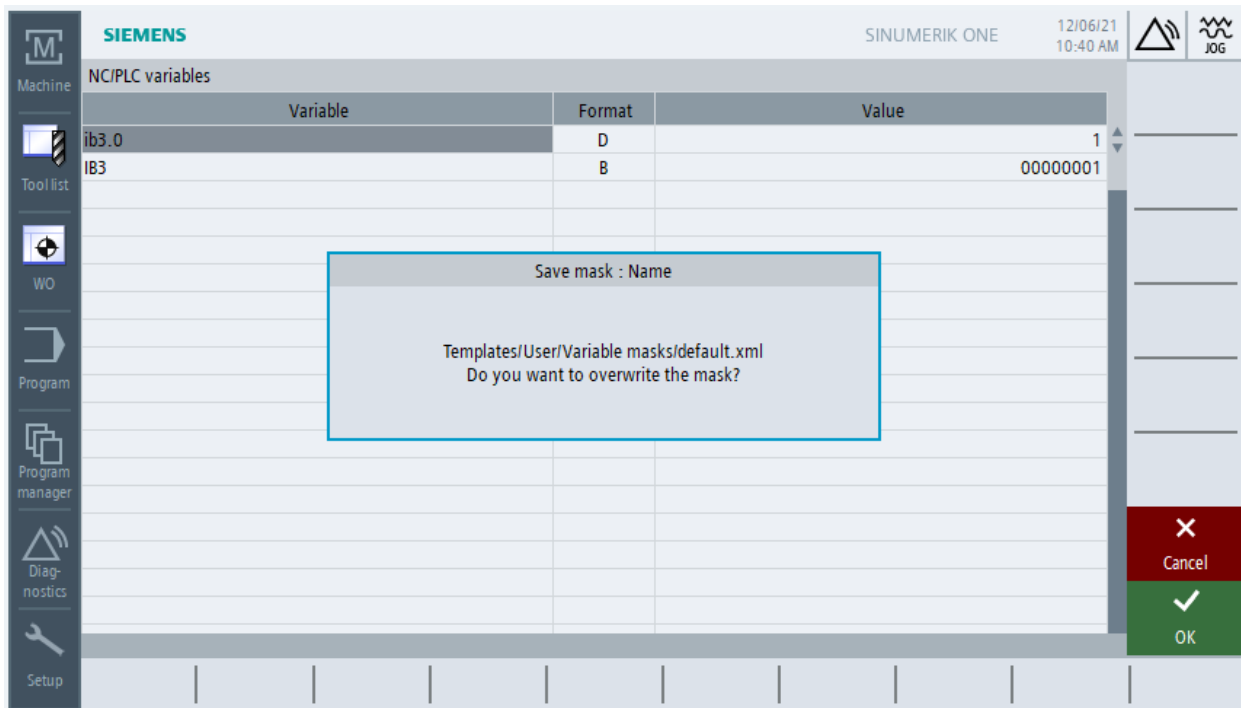 SIEMENS
SINUMERIK ONE
12/06/21
10:40 AM
M
JOG
Machine
NC/PLC variables
Variable Format Value
ib3.0 D 1
IB3 B 00000001
Tool list
WO
Save mask : Name
Templates/User/Variable masks/default.xml
Do you want to overwrite the mask?
Program
Program
manager
Diag-
nostics
Setup
Cancel
OK